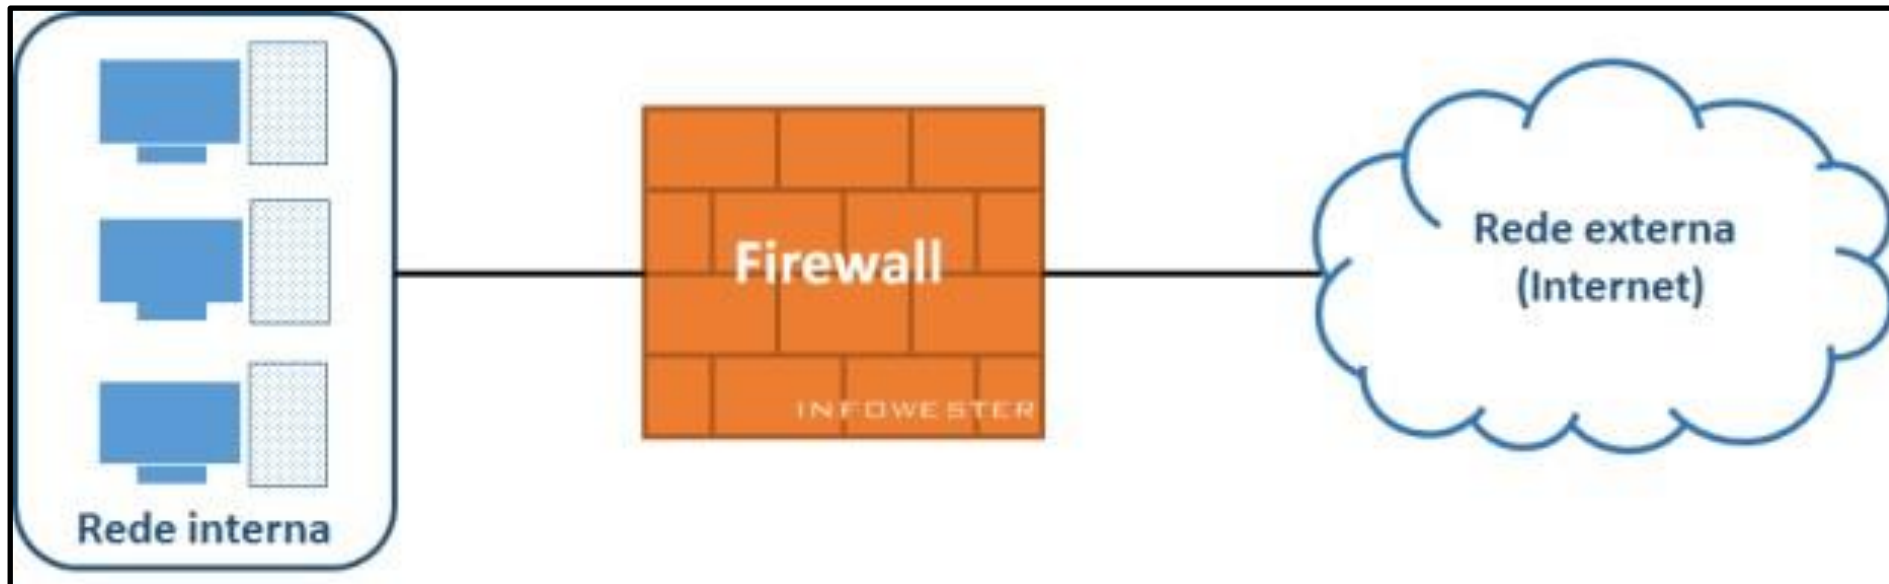 Rede interna
Firewall
INFOWESTER
Rede externa
(Internet)